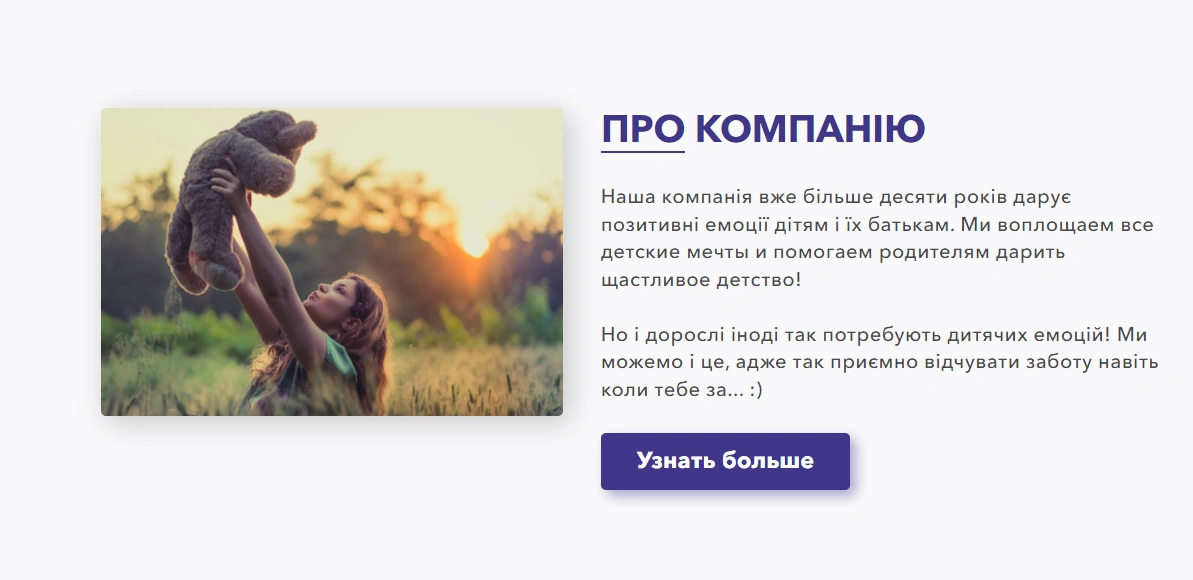 ПРО КОМПАНІЮ
Наша компанія вже більше десяти років дарує
позитивні емоції дітям і їх батькам. Ми воплощаем все
детские мечты и помогаем родителям дарить
щастливое детство!
Но і дорослі іноді так потребують дитячих емоцій! Ми
можемо і це, адже так приємно відчувати заботу навіть
коли тебе за... :)
Узнать больше